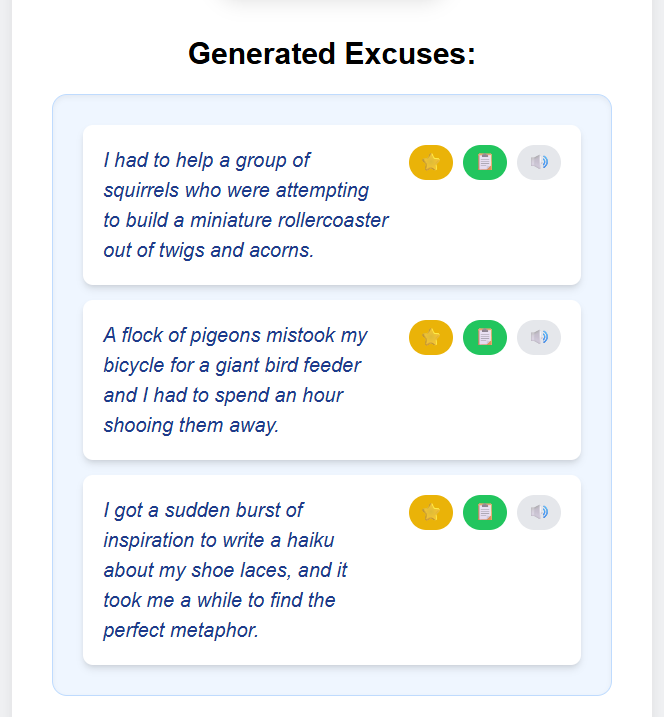 Generated Excuses:
I had to help a group of
squirrels who were attempting
to build a miniature rollercoaster
out of twigs and acorns.
A flock of pigeons mistook my
bicycle for a giant bird feeder
and I had to spend an hour
shooing them away.
I got a sudden burst of
inspiration to write a haiku
about my shoe laces, and it
took me a while to find the
perfect metaphor.